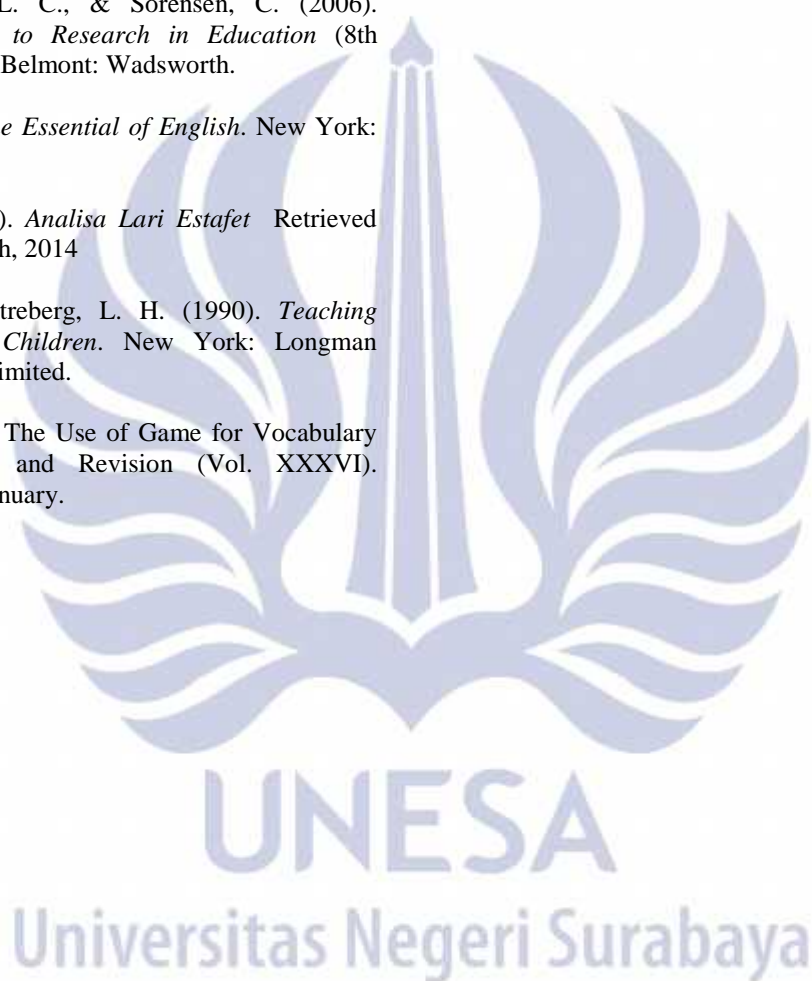 L. C., & Sorensen, C. (2006).
to Research in Education (8th
Belmont: Wadsworth.
e Essential of English. New York:
). Analisa Lari Estafet Retrieved
h, 2014
treberg, L. H. (1990). Teaching
Children. New York: Longman
imited.
The Use of Game for Vocabulary
and Revision (Vol. XXXVI).
nuary.
UNESA
Universitas Negeri Surabaya